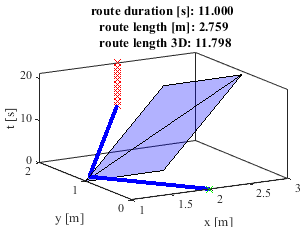 route duration [s]: 11.000
route length [m]: 2.759
route length 3D: 11.798
20
10
0
t [s]
2
1
0
y [m]
1
1.5
2
2.5
3
x [m]